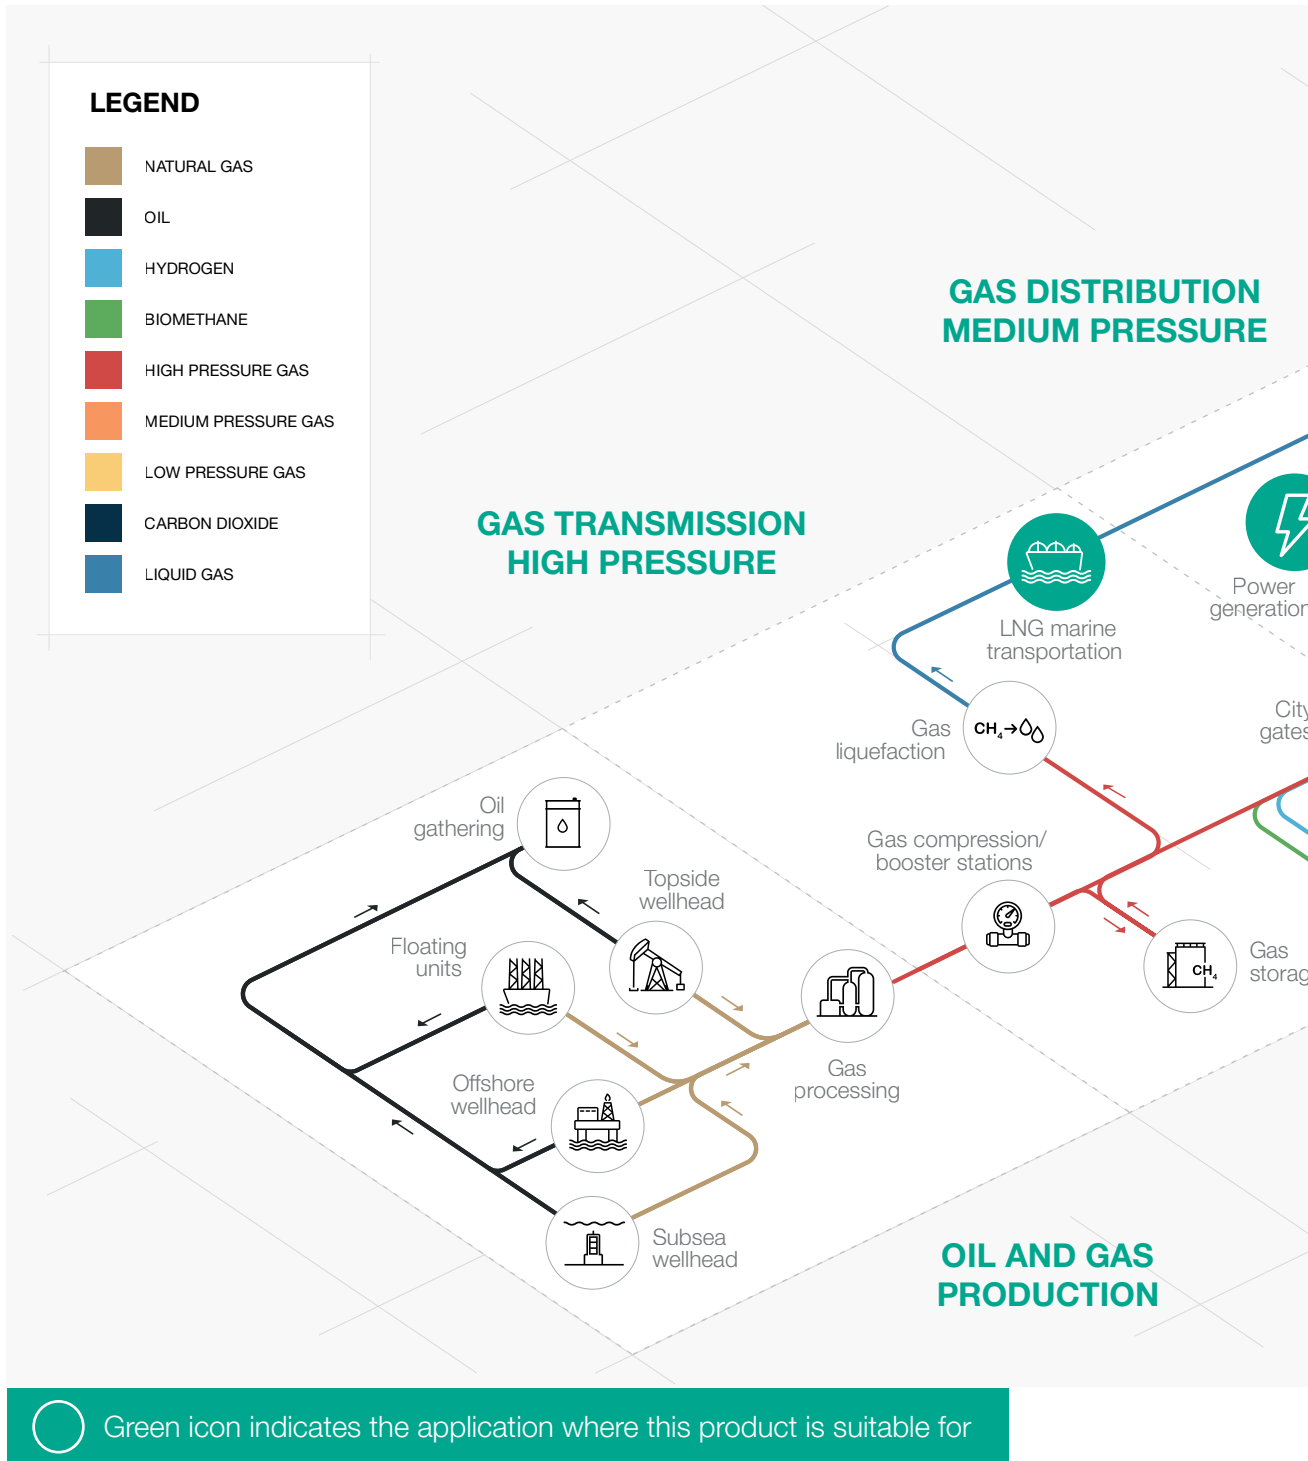 LEGEND
NATURAL GAS
OIL
HYDROGEN
BIOMETHANE
HIGH PRESSURE GAS
MEDIUM PRESSURE GAS
LOW PRESSURE GAS
CARBON DIOXIDE
LIQUID GAS
GAS DISTRIBUTION
MEDIUM PRESSURE
GAS TRANSMISSION
HIGH PRESSURE
Power
generation
LNG marine
transportation
City
gates
Gas
liquefaction
CH₄→
Oil
gathering
Gas compression/
booster stations
Topside
wellhead
Floating
units
Gas
storag
CH₄
Offshore
wellhead
Gas
processing
Subsea
wellhead
OIL AND GAS
PRODUCTION
Green icon indicates the application where this product is suitable for